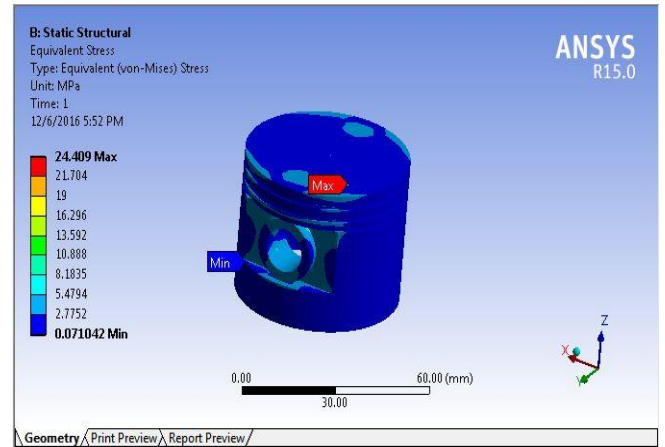 B: Static Structural
Equivalent Stress
Type: Equivalent (von-Mises) Stress
Unit: MPa
Time: 1
12/6/2016 5:52 PM
ANSYS
R15.0
24.409 Max
21.704
19
16.296
13.592
10.888
8.1835
5.4794
2.7752
0.071042 Min
Max
Min
Z
X
Y
0.00 60.00 (mm)
30.00
Geometry Print Preview Report Preview